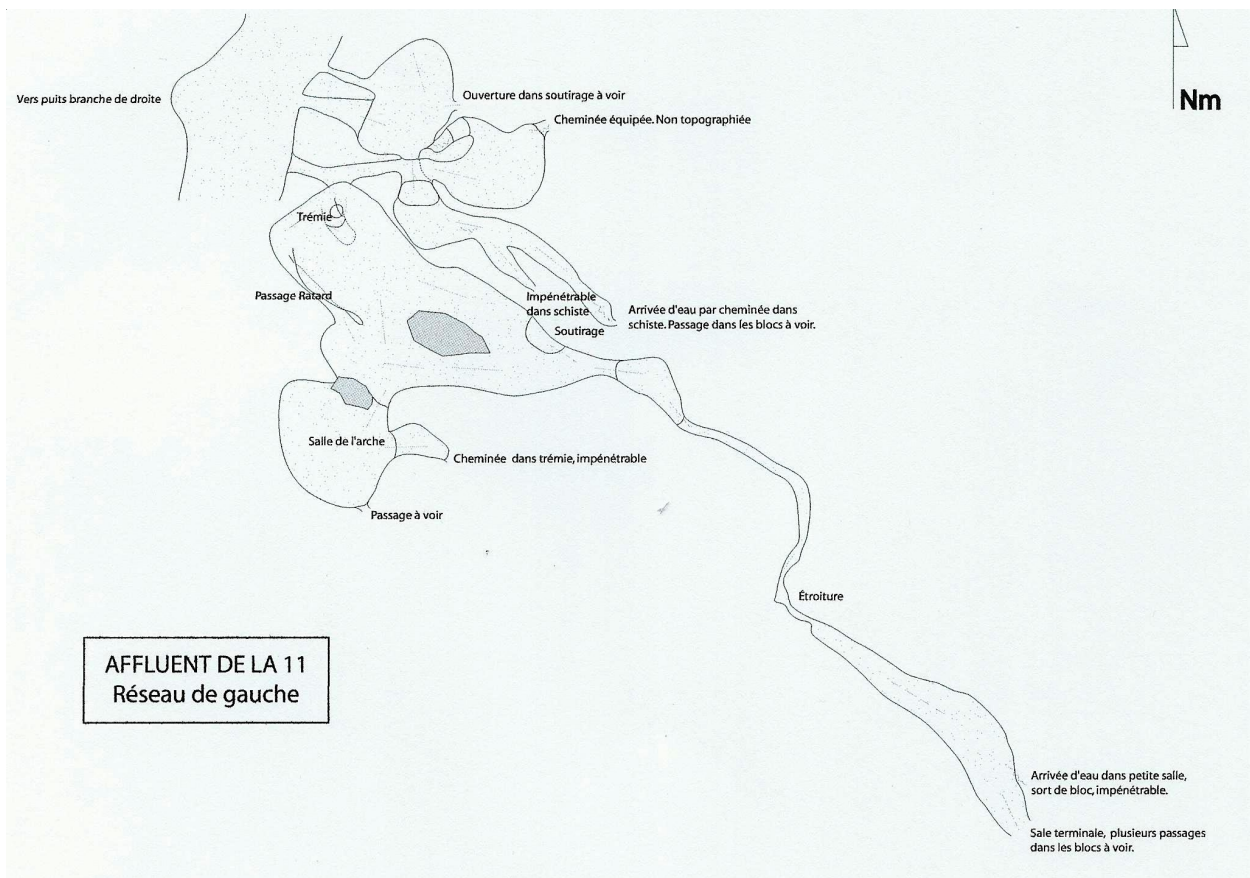 Vers puits branche de droite
Ouverture dans soutirage à voir
Cheminée équipée. Non topographiée
Nm
Trémie
Passage Ratard
Impénétrable
dans schiste
Soutirage
Arrivée d'eau par cheminée dans
schiste. Passage dans les blocs à voir.
Salle de l'arche
Cheminée dans trémie, impénétrable
Passage à voir
Étroiture
AFFLUENT DE LA 11
Réseau de gauche
Arrivée d'eau dans petite salle,
sort de bloc, impénétrable.
Sale terminale, plusieurs passages
dans les blocs à voir.